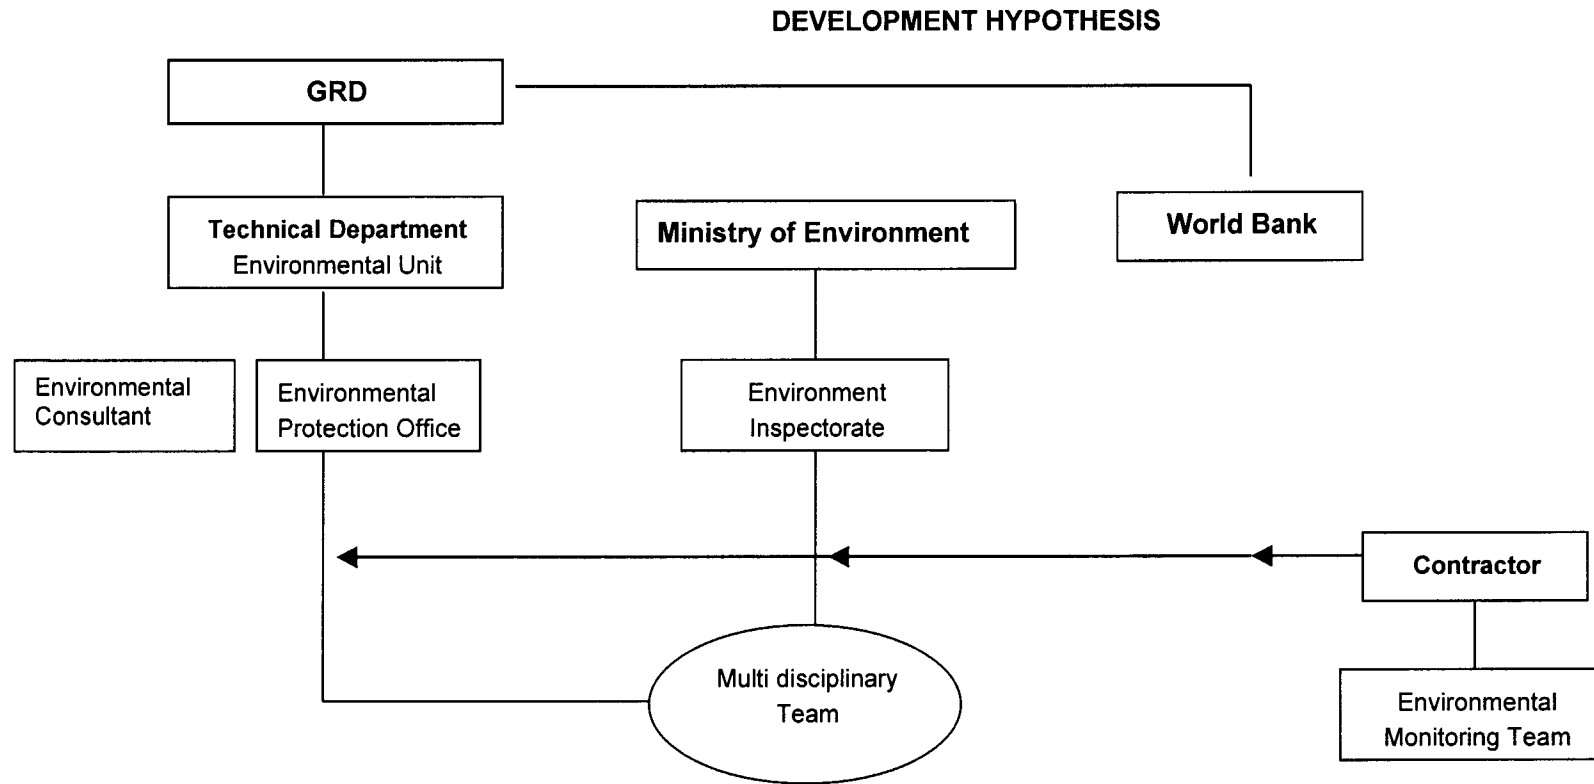 DEVELOPMENT HYPOTHESIS
GRD
Technical Department
Environmental Unit
Ministry of Environment
World Bank
Environmental
Consultant
Environmental
Protection Office
Environment
Inspectorate
Contractor
Multi disciplinary
Team
Environmental
Monitoring Team